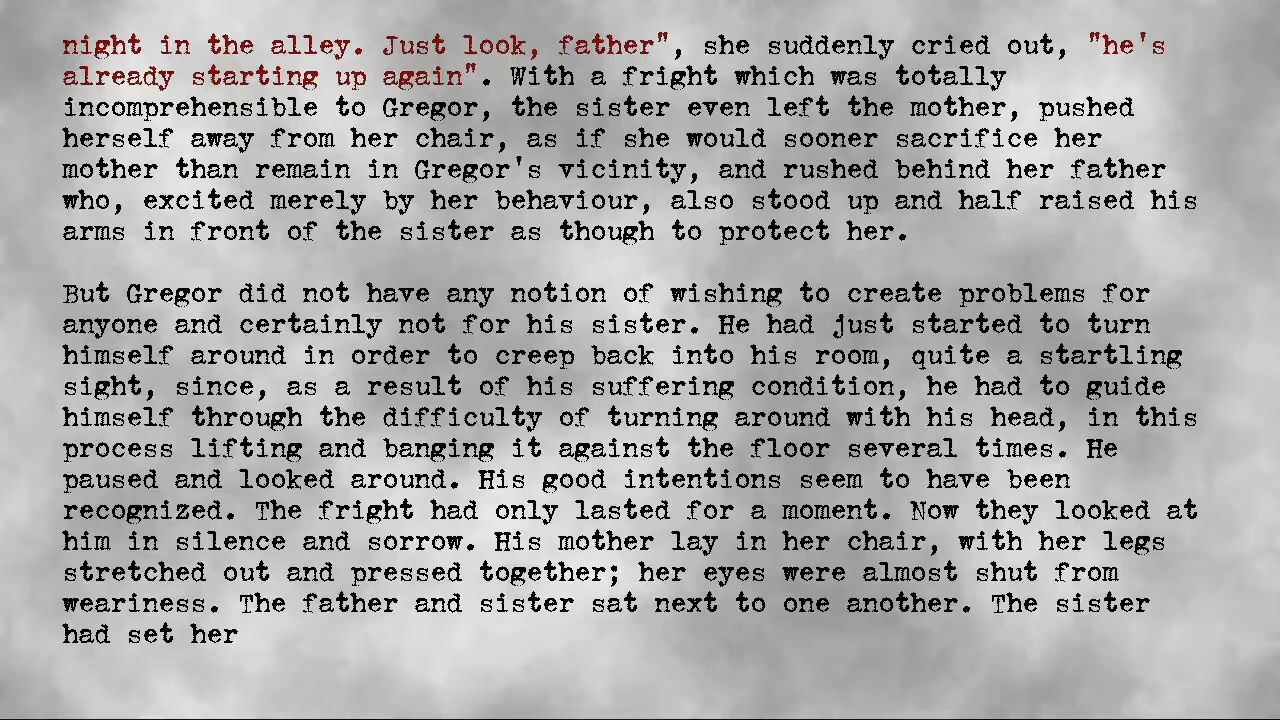 night in the alley. Just look, father", she suddenly cried out, "he's
already starting up again". With a fright which was totally
incomprehensible to Gregor, the sister even left the mother, pushed
herself away from her chair, as if she would sooner sacrifice her
mother than remain in Gregor's vicinity, and rushed behind her father
who, excited merely by her behaviour, also stood up and half raised his
arms in front of the sister as though to protect her.

But Gregor did not have any notion of wishing to create problems for
anyone and certainly not for his sister. He had just started to turn
himself around in order to creep back into his room, quite a startling
sight, since, as a result of his suffering condition, he had to guide
himself through the difficulty of turning around with his head, in this
process lifting and banging it against the floor several times. He
paused and looked around. His good intentions seem to have been
recognized. The fright had only lasted for a moment. Now they looked at
him in silence and sorrow. His mother lay in her chair, with her legs
stretched out and pressed together; her eyes were almost shut from
weariness. The father and sister sat next to one another. The sister
had set her